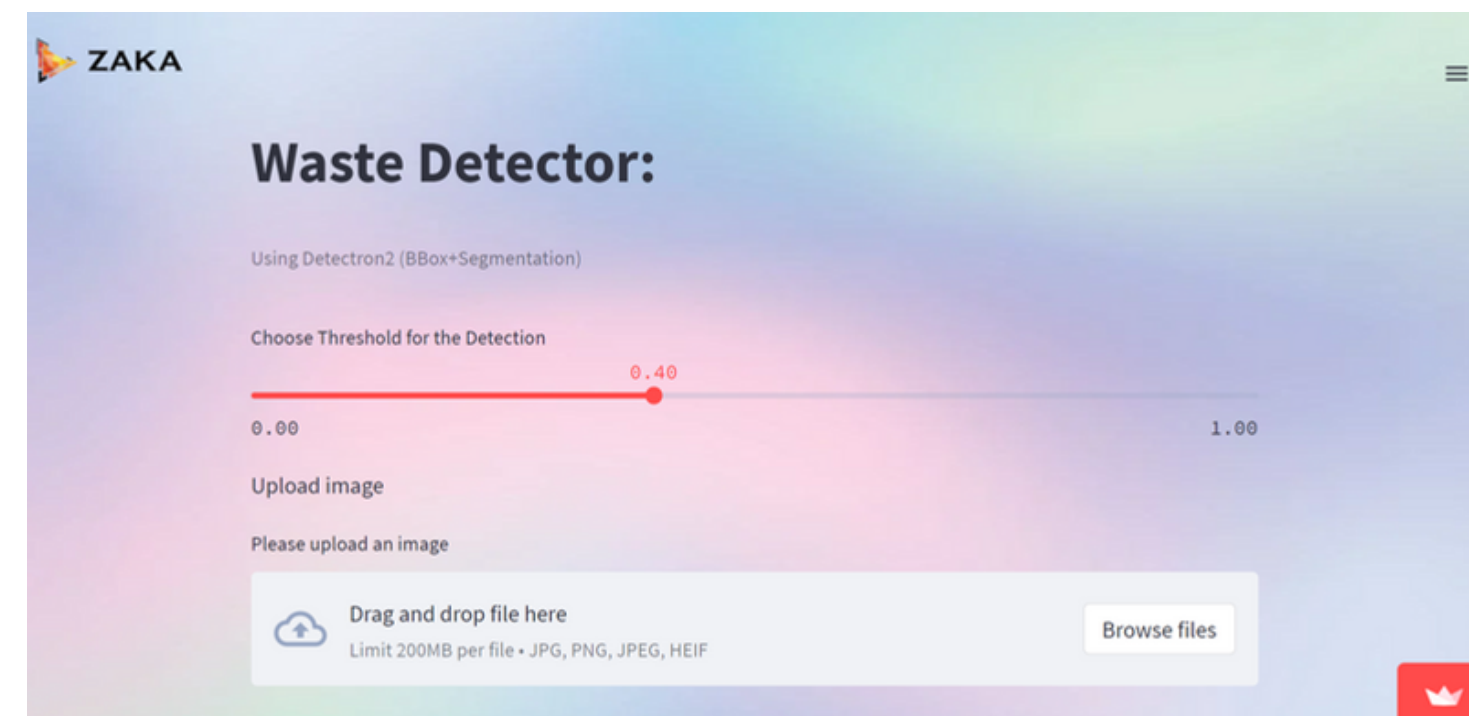 ZAKA
Waste Detector:
Using Detectron2 (BBox+Segmentation)
Choose Threshold for the Detection
0.40
0.00 1.00
Upload image
Please upload an image
Drag and drop file here
Limit 200MB per file • JPG, PNG, JPEG, HEIF
Browse files